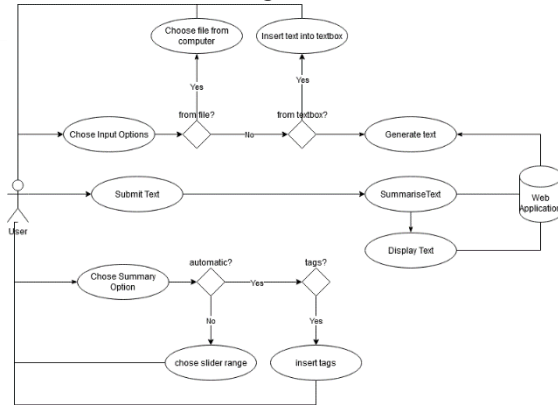 Choose file from
computer
Insert text into textbox
Yes
Yes
from file?
from textbox?
Chose Input Options
No
Generate text
Submit Text
SummariseText
Web
Application
User
Display Text
automatic?
tags?
Chose Summary
Option
Yes
No
Yes
chose slider range
insert tags